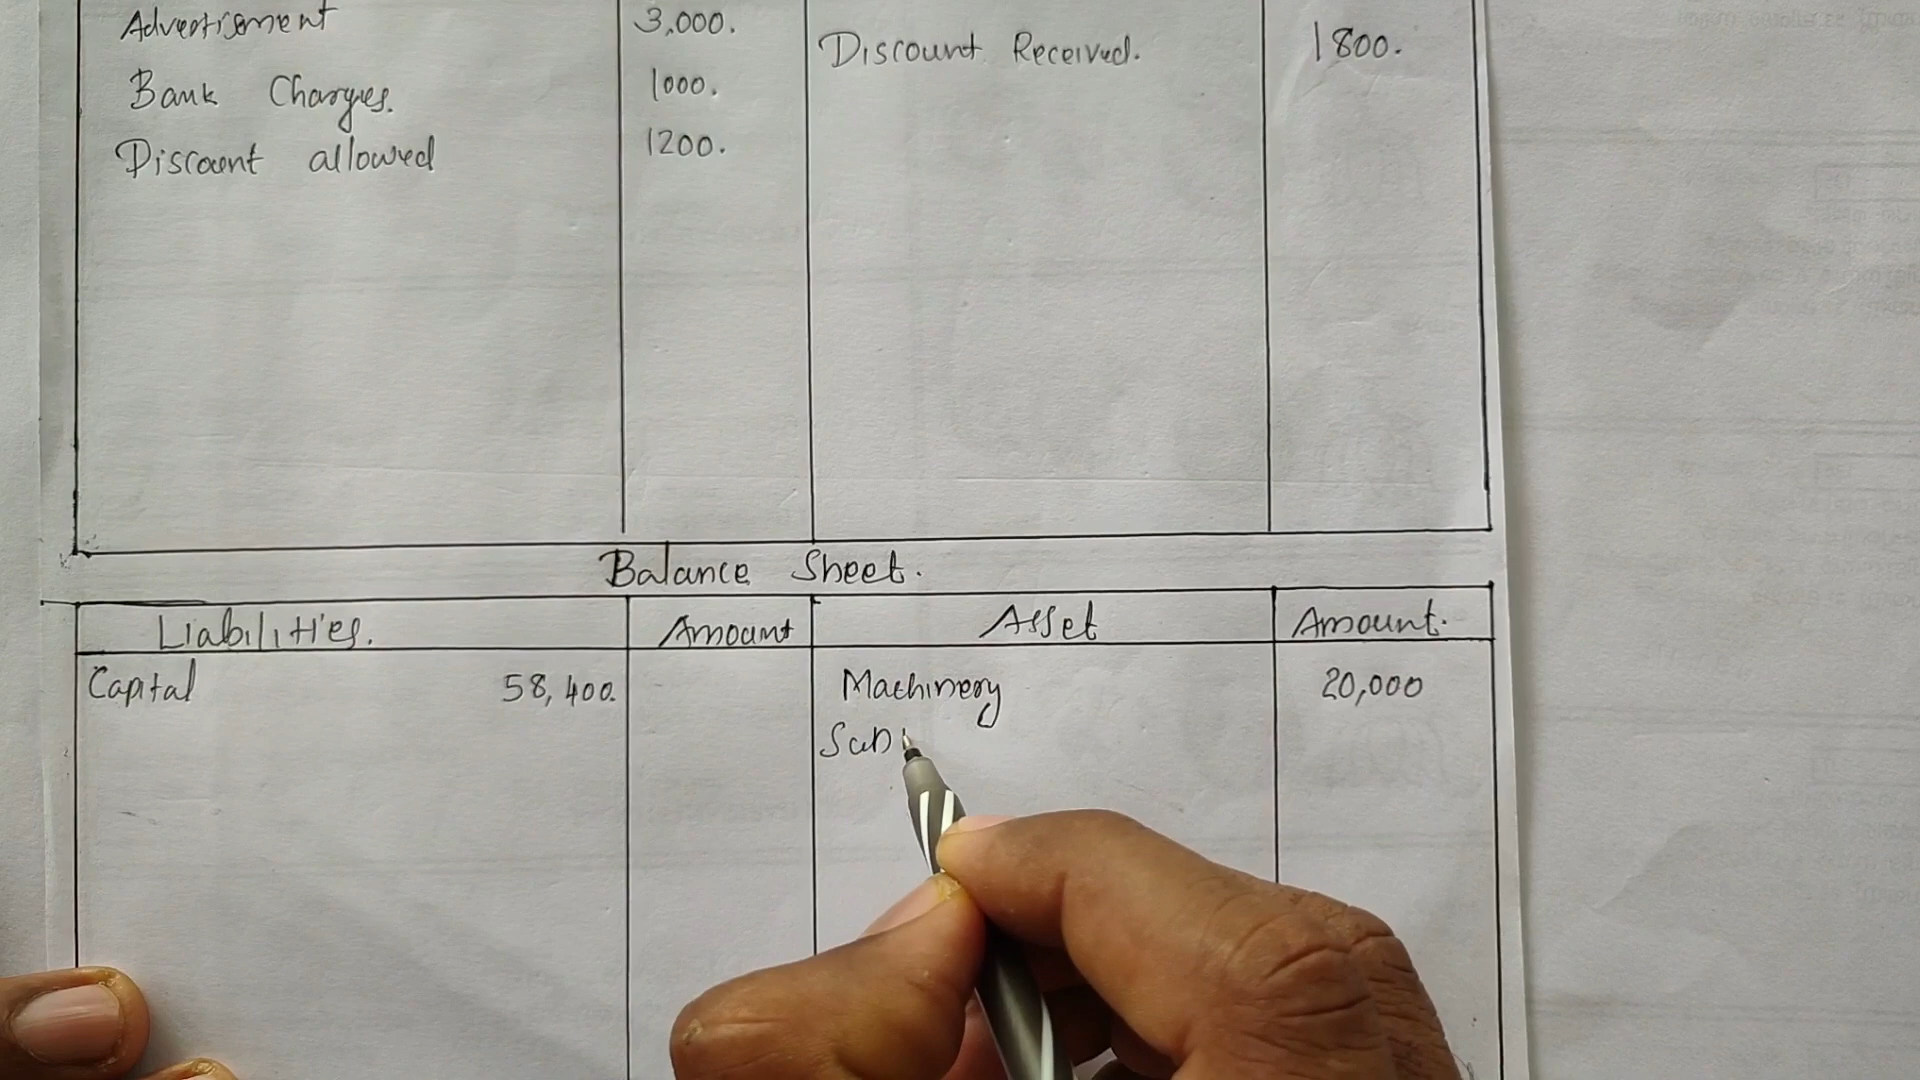 Advertisement 3,000.
Discount Received. 1800.
Bank Charges. 1000.
Discount allowed 1200.
Balance Sheet.
Liabilities. Amount Asset Amount.
Capital 58,400. Machinery 20,000